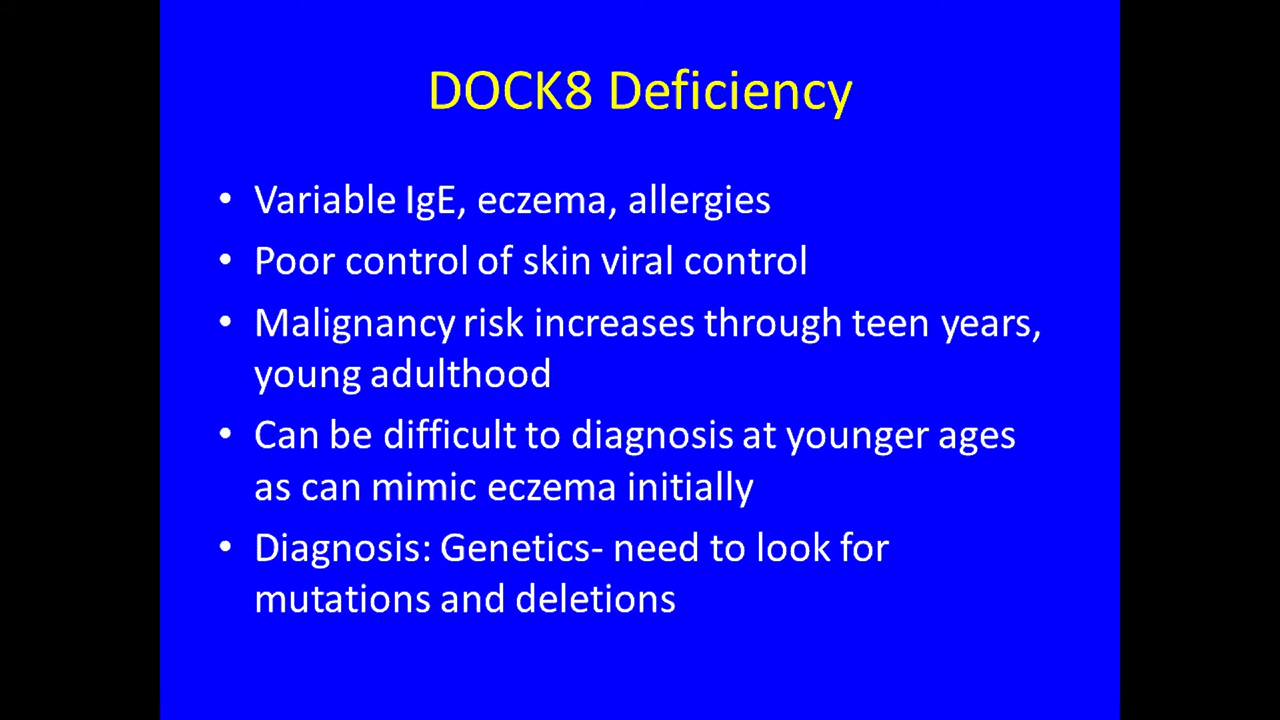 DOCK8 Deficiency
• Variable IgE, eczema, allergies
• Poor control of skin viral control
• Malignancy risk increases through teen years,
young adulthood
• Can be difficult to diagnosis at younger ages
as can mimic eczema initially
• Diagnosis: Genetics- need to look for
mutations and deletions